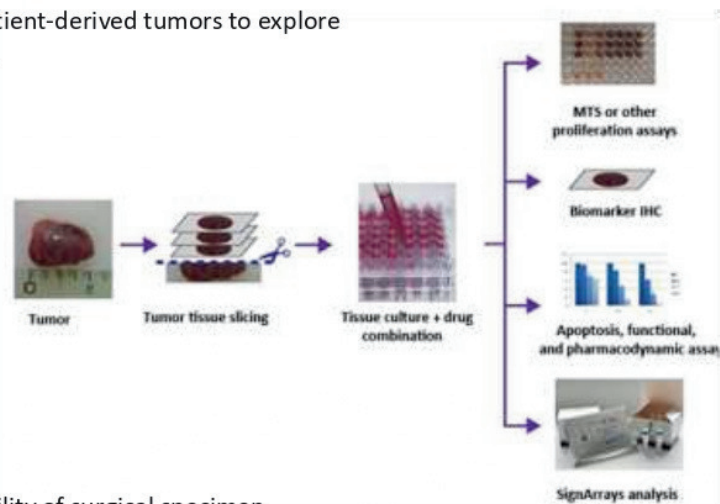 tient-derived tumors to explore
MTS or other
proliferation assays
Biomarker IHC
Tumor
Tumor tissue slicing
Tissue culture + drug
combination
Apoptosis, functional,
and pharmacodynamic assa
SignArrays analysis
ility of surgical specimen